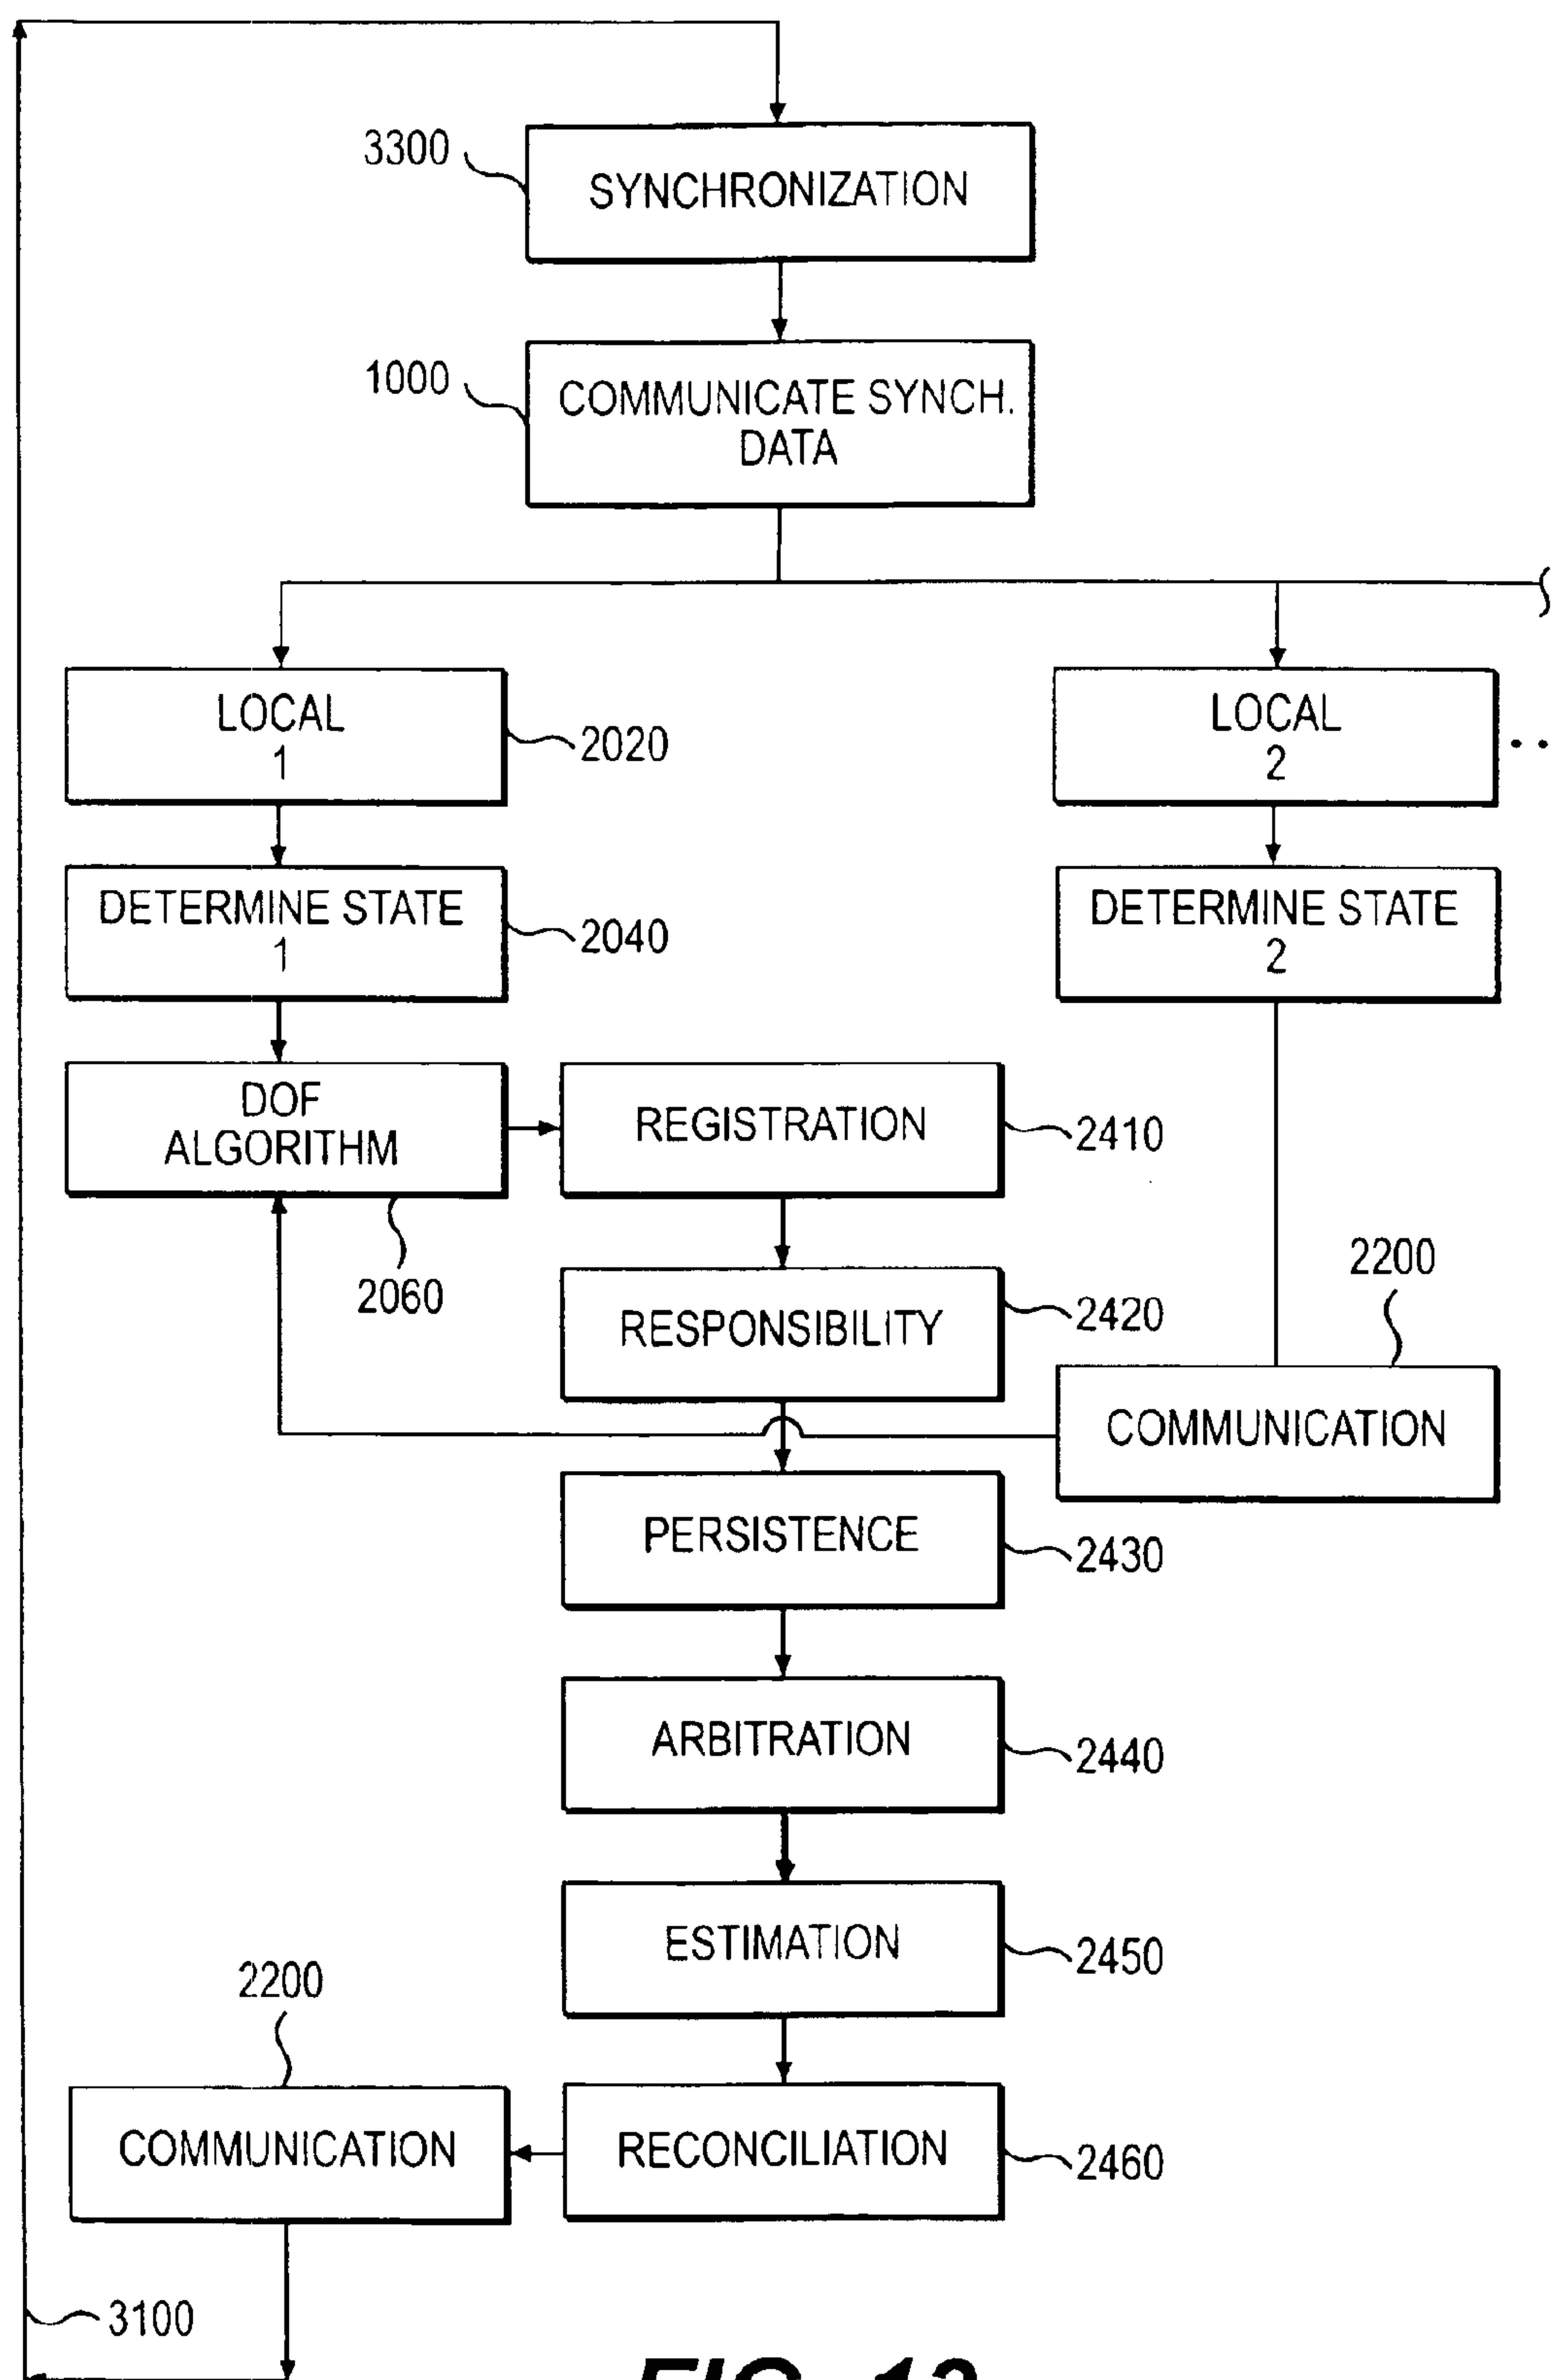 3300
SYNCHRONIZATION
1000
COMMUNICATE SYNCH.
DATA
LOCAL
1
2020
LOCAL
2
..
DETERMINE STATE
1
2040
DETERMINE STATE
2
DOF
ALGORITHM
2060
REGISTRATION
2410
RESPONSIBILITY
2420
2200
COMMUNICATION
PERSISTENCE
2430
ARBITRATION
2440
ESTIMATION
2450
2200
COMMUNICATION
RECONCILIATION
2460
3100
FIG. 13